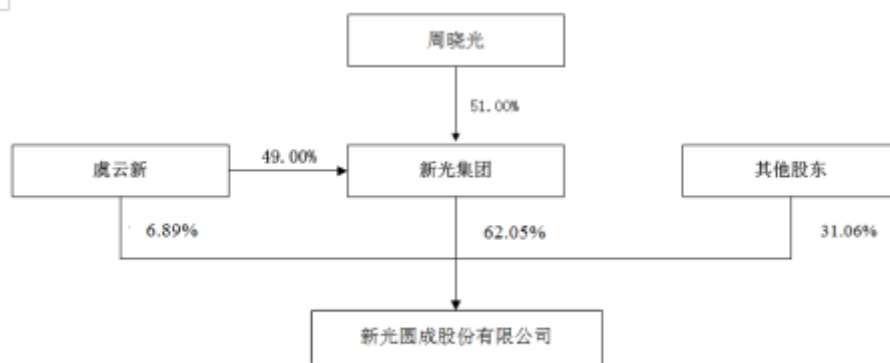 周晓光
51.00%
虞云新
49.00%
新光集团
其他股东
6.89%
62.05%
31.06%
新光圆成股份有限公司